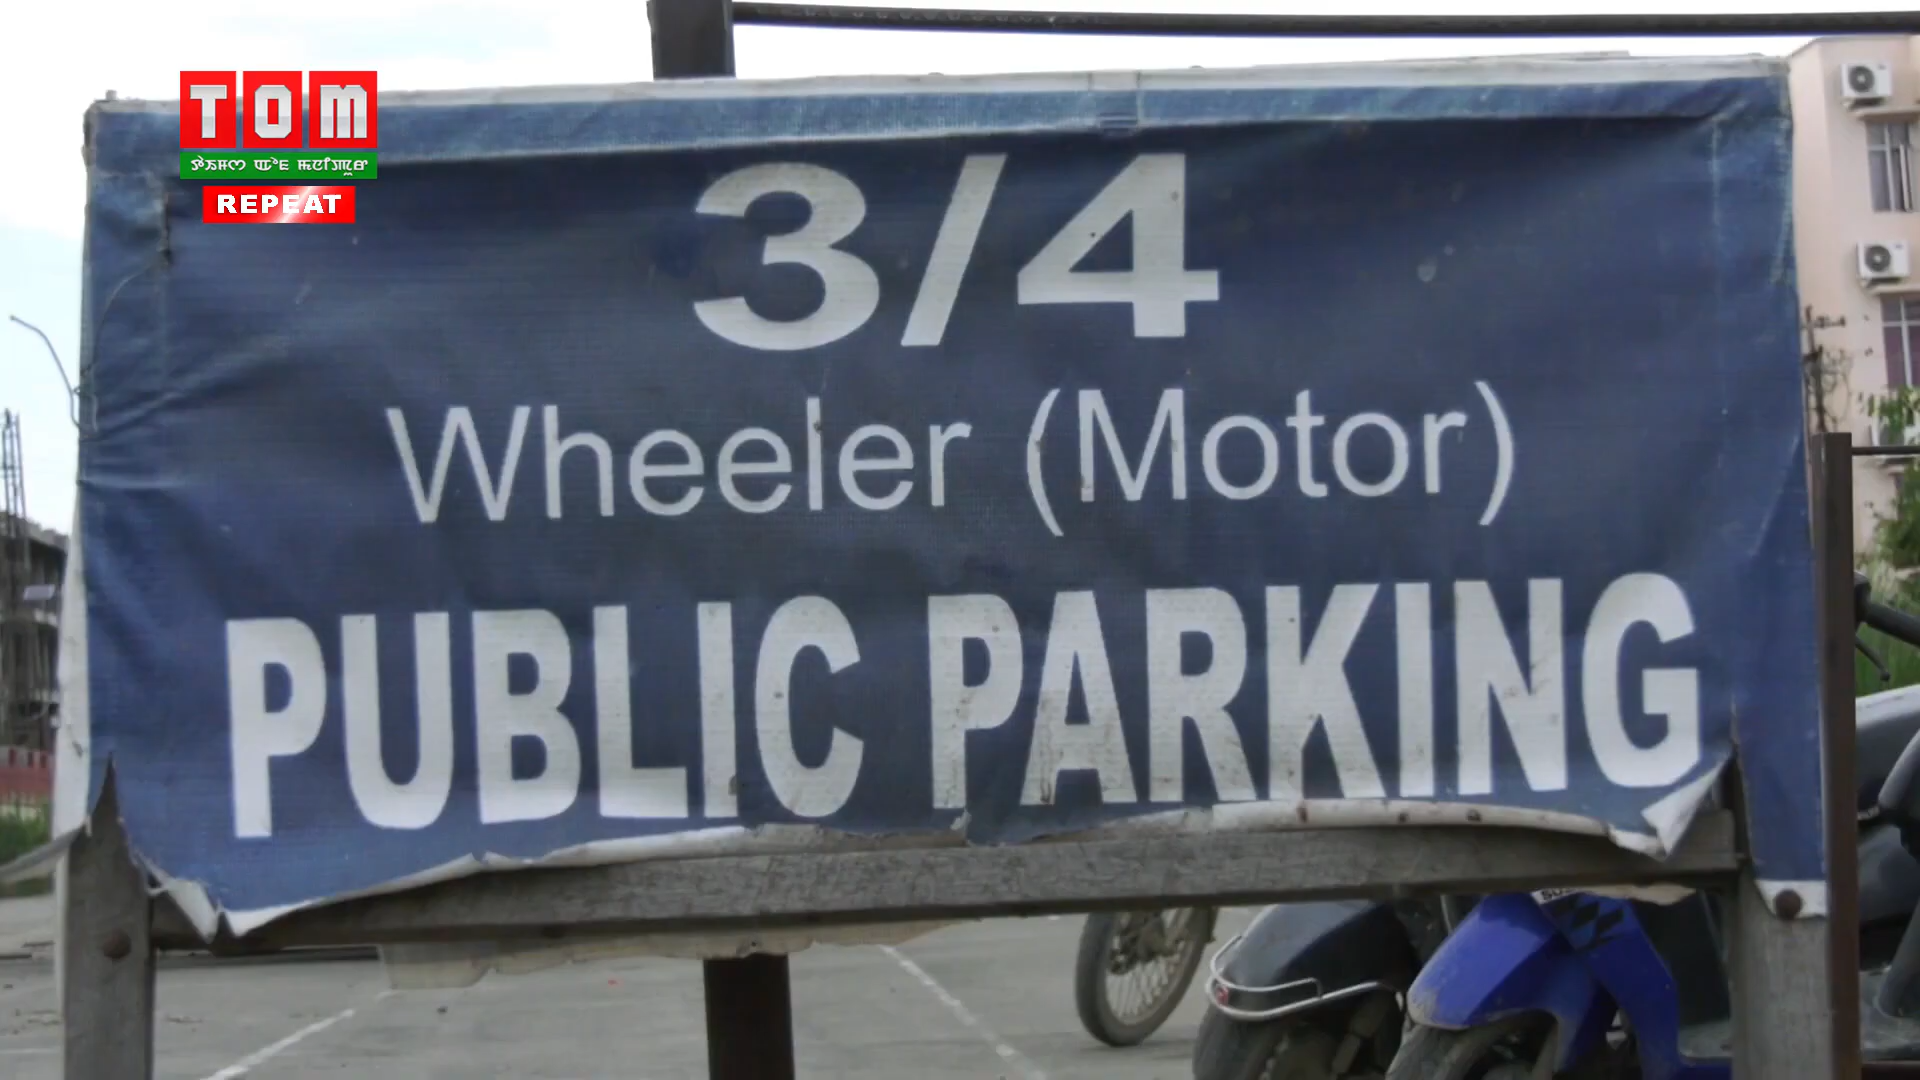 TOM
REPEAT
3/4
Wheeler (Motor)
PUBLIC PARKING